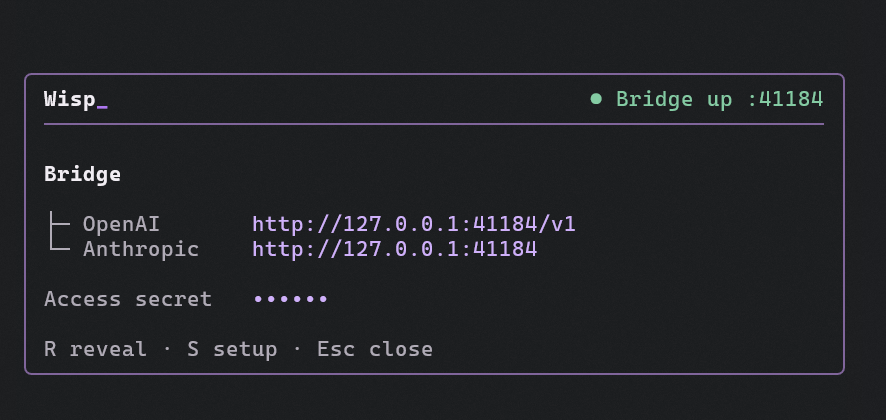 Wisp_
● Bridge up :41184
Bridge
├─ OpenAI http://127.0.0.1:41184/v1
└─ Anthropic http://127.0.0.1:41184
Access secret ••••••
R reveal · S setup · Esc close